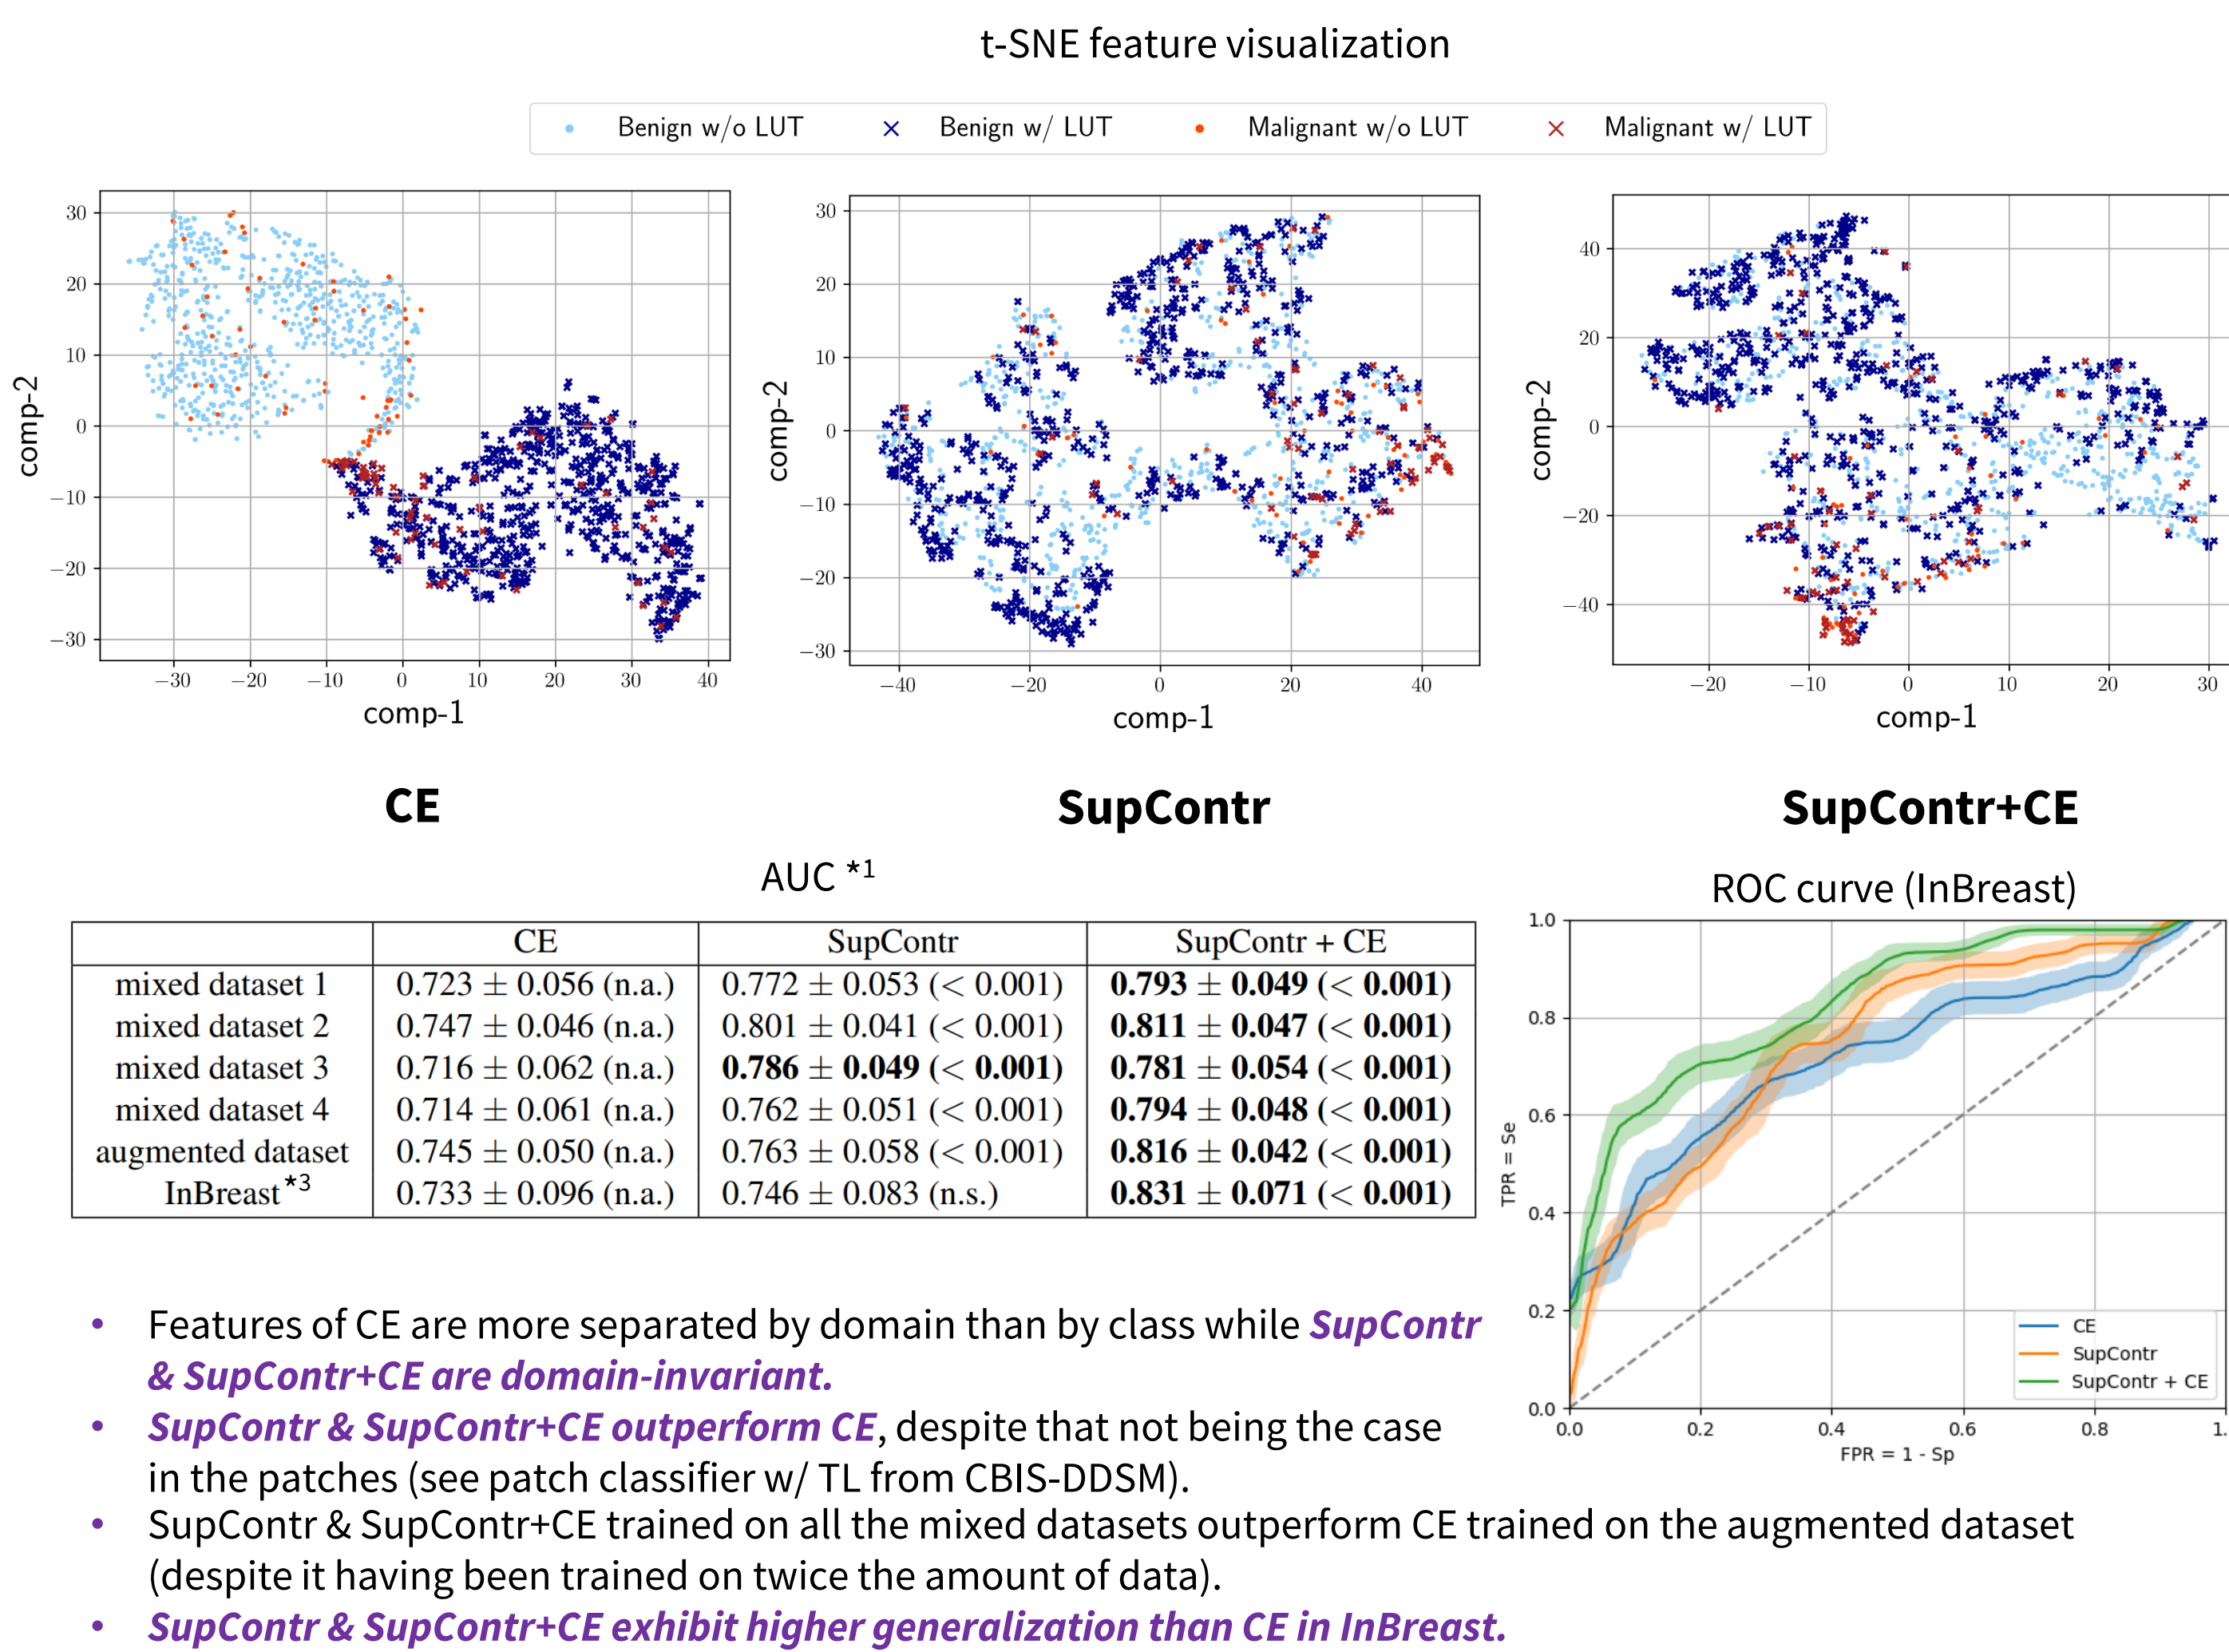 t-SNE feature visualization
Benign w/o LUT
Benign w/ LUT
Malignant w/o LUT
Malignant w/ LUT
comp-2
30
20
10
0
−10
−20
−30
−30 −20 −10 0 10 20 30 40
comp-1
comp-2
30
20
10
0
−10
−20
−30
−40 −20 0 20 40
comp-1
comp-2
40
20
0
−20
−40
−20 −10 0 10 20 30
comp-1
CE
SupContr
SupContr+CE
AUC *1
CE SupContr SupContr + CE
mixed dataset 1 0.723 ± 0.056 (n.a.) 0.772 ± 0.053 (< 0.001) 0.793 ± 0.049 (< 0.001)
mixed dataset 2 0.747 ± 0.046 (n.a.) 0.801 ± 0.041 (< 0.001) 0.811 ± 0.047 (< 0.001)
mixed dataset 3 0.716 ± 0.062 (n.a.) 0.786 ± 0.049 (< 0.001) 0.781 ± 0.054 (< 0.001)
mixed dataset 4 0.714 ± 0.061 (n.a.) 0.762 ± 0.051 (< 0.001) 0.794 ± 0.048 (< 0.001)
augmented dataset 0.745 ± 0.050 (n.a.) 0.763 ± 0.058 (< 0.001) 0.816 ± 0.042 (< 0.001)
InBreast*3 0.733 ± 0.096 (n.a.) 0.746 ± 0.083 (n.s.) 0.831 ± 0.071 (< 0.001)
ROC curve (InBreast)
TPR = Se
1.0
0.8
0.6
0.4
0.2
0.0
CE
SupContr
SupContr + CE
0.0 0.2 0.4 0.6 0.8 1.
FPR = 1 - Sp
• Features of CE are more separated by domain than by class while SupContr
& SupContr+CE are domain-invariant.
• SupContr & SupContr+CE outperform CE, despite that not being the case
in the patches (see patch classifier w/ TL from CBIS-DDSM).
• SupContr & SupContr+CE trained on all the mixed datasets outperform CE trained on the augmented dataset
(despite it having been trained on twice the amount of data).
• SupContr & SupContr+CE exhibit higher generalization than CE in InBreast.